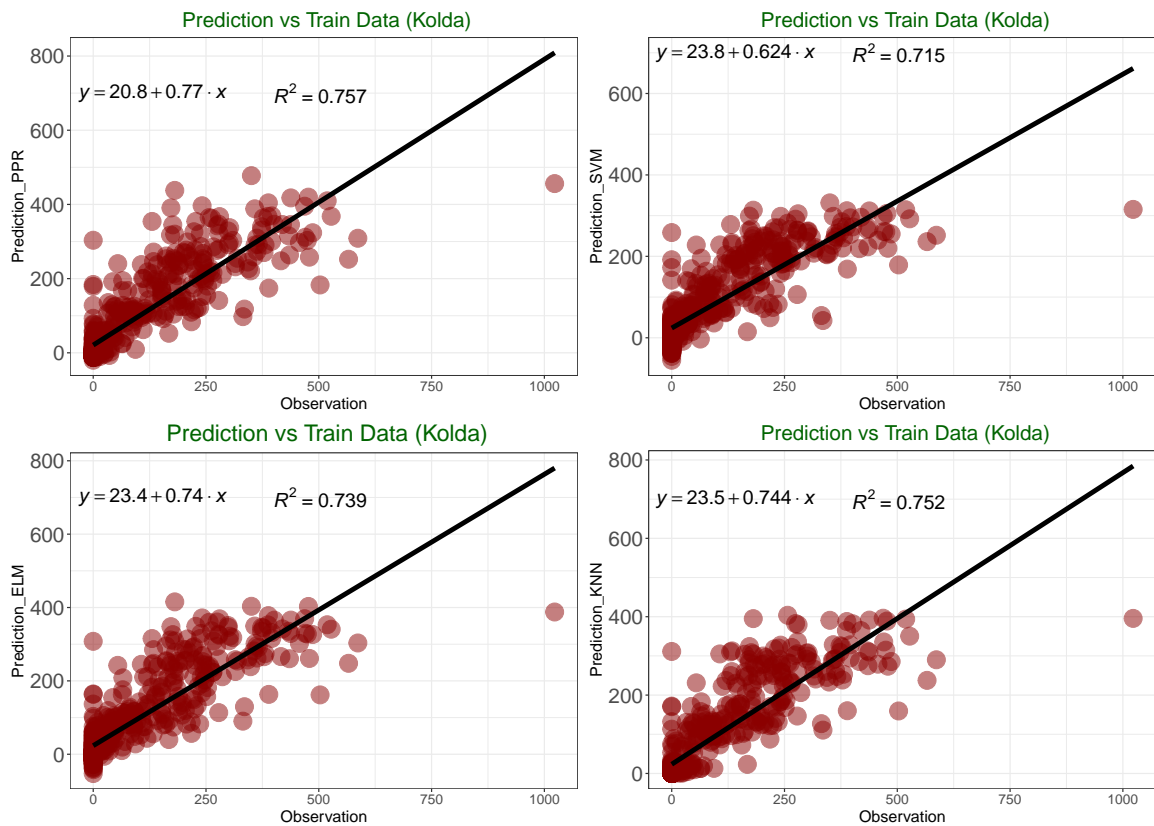 Prediction vs Train Data (Kolda)
y = 20.8 + 0.77 · x
R² = 0.757
Prediction_PPR
800
600
400
200
0
0
250
500
750
1000
Observation
Prediction vs Train Data (Kolda)
y = 23.8 + 0.624 · x
R² = 0.715
Prediction_SVM
600
400
200
0
0
250
500
750
1000
Observation
Prediction vs Train Data (Kolda)
y = 23.4 + 0.74 · x
R² = 0.739
Prediction_ELM
800
600
400
200
0
0
250
500
750
1000
Observation
Prediction vs Train Data (Kolda)
y = 23.5 + 0.744 · x
R² = 0.752
Prediction_KNN
800
600
400
200
0
0
250
500
750
1000
Observation